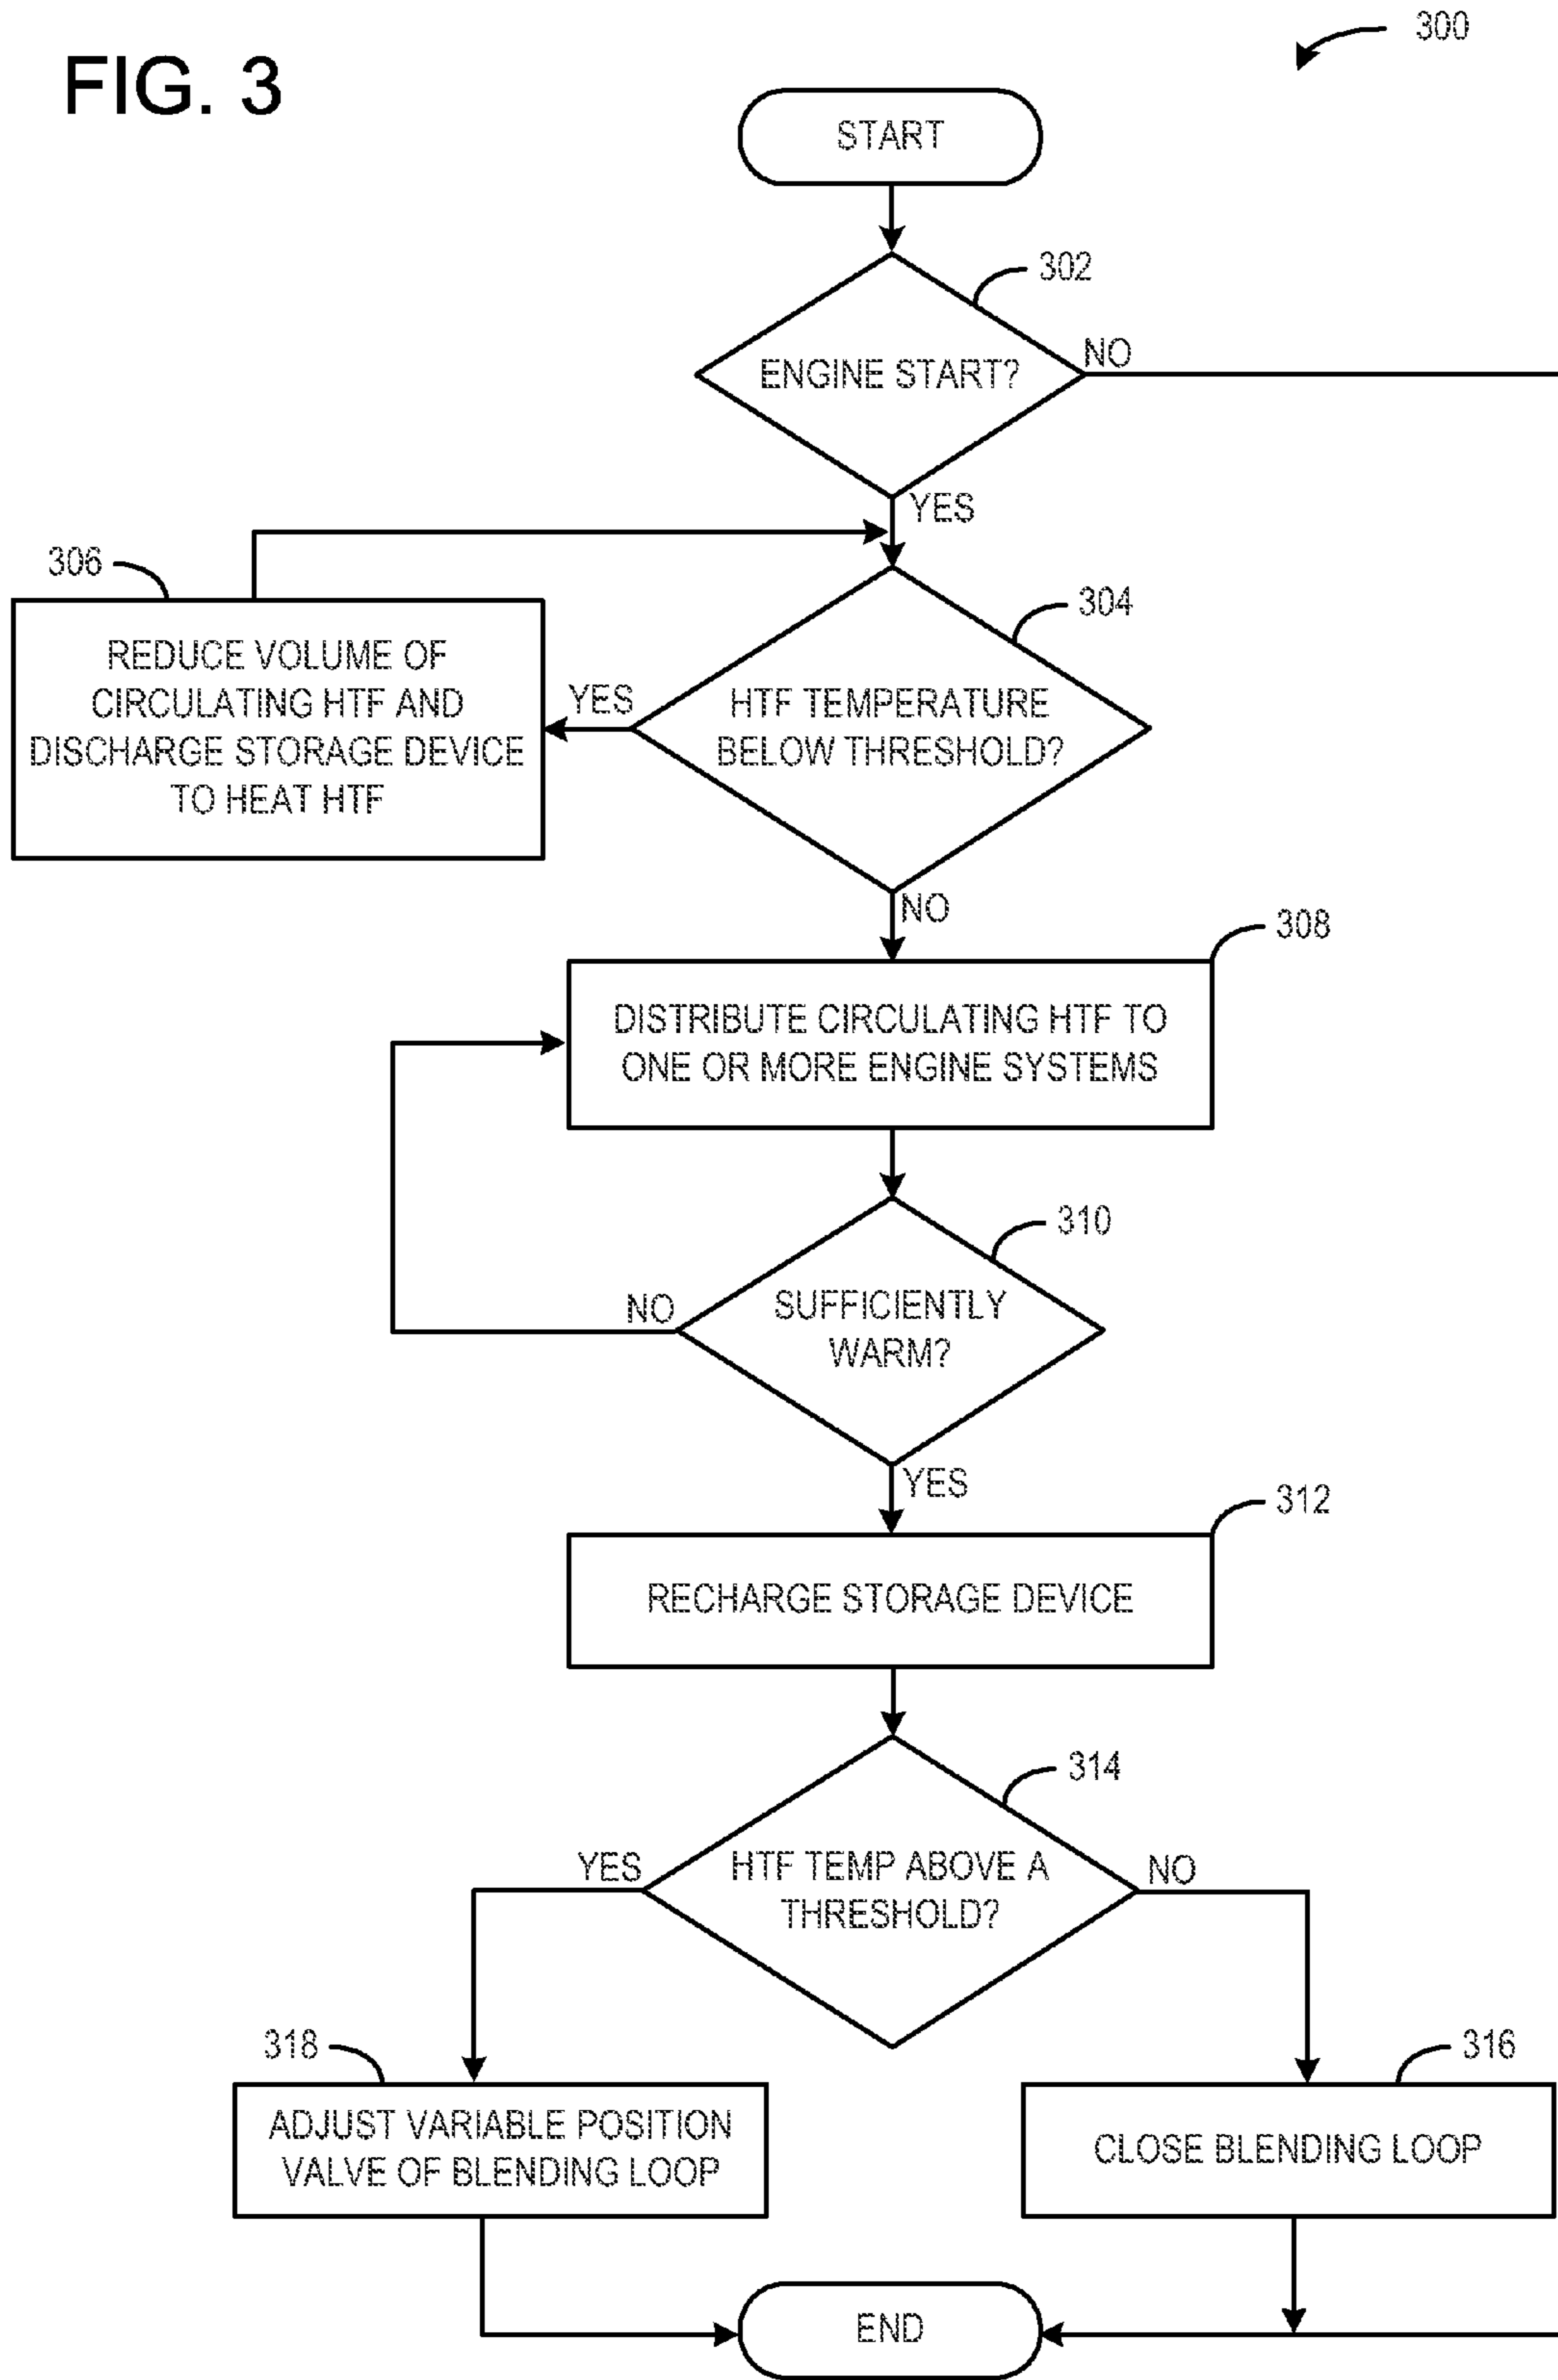 FIG. 3
300
START
302
ENGINE START?
NO
YES
306
REDUCE VOLUME OF
CIRCULATING HTF AND
DISCHARGE STORAGE DEVICE
TO HEAT HTF
YES
304
HTF TEMPERATURE
BELOW THRESHOLD?
NO
308
DISTRIBUTE CIRCULATING HTF TO
ONE OR MORE ENGINE SYSTEMS
310
NO
SUFFICIENTLY
WARM?
YES
312
RECHARGE STORAGE DEVICE
314
YES
HTF TEMP ABOVE A
THRESHOLD?
NO
318
ADJUST VARIABLE POSITION
VALVE OF BLENDING LOOP
316
CLOSE BLENDING LOOP
END